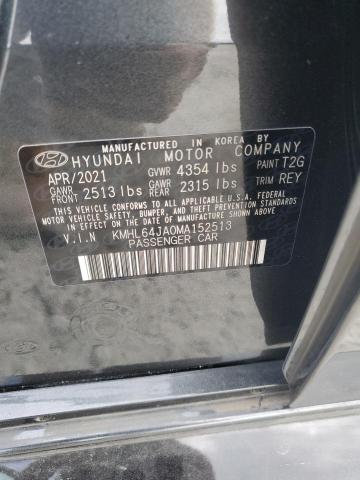 MANUFACTURED IN KOREA BY
HYUNDAI MOTOR COMPANY
APR/2021 GVWR 4354 lbs PAINT T2G
GAWR FRONT 2513 lbs GAWR REAR 2315 lbs TRIM REY
THIS VEHICLE CONFORMS TO ALL APPLICABLE U.S.
FEDERAL MOTOR VEHICLE SAFETY, BUMPER, AND THEFT PREVENTION
STANDARDS IN EFFECT ON THE DATE OF MANUFACTURE SHOWN ABOVE.
V.I.N KMHL64JA0MA152513
PASSENGER CAR